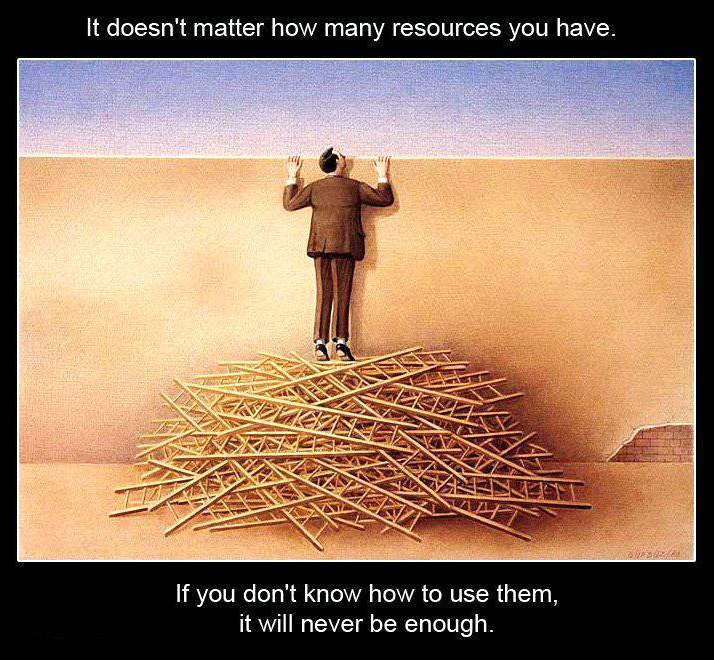 It doesn't matter how many resources you have.
If you don't know how to use them,
it will never be enough.